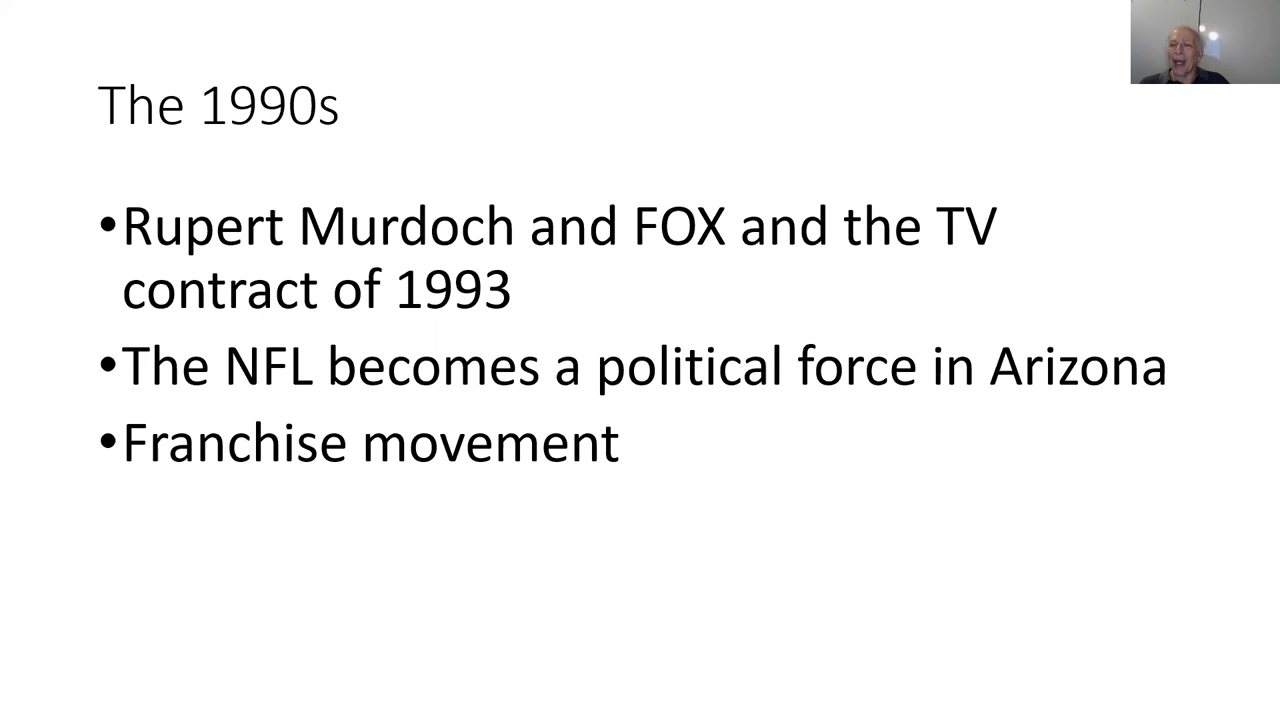 The 1990s
•Rupert Murdoch and FOX and the TV
contract of 1993
•The NFL becomes a political force in Arizona
•Franchise movement